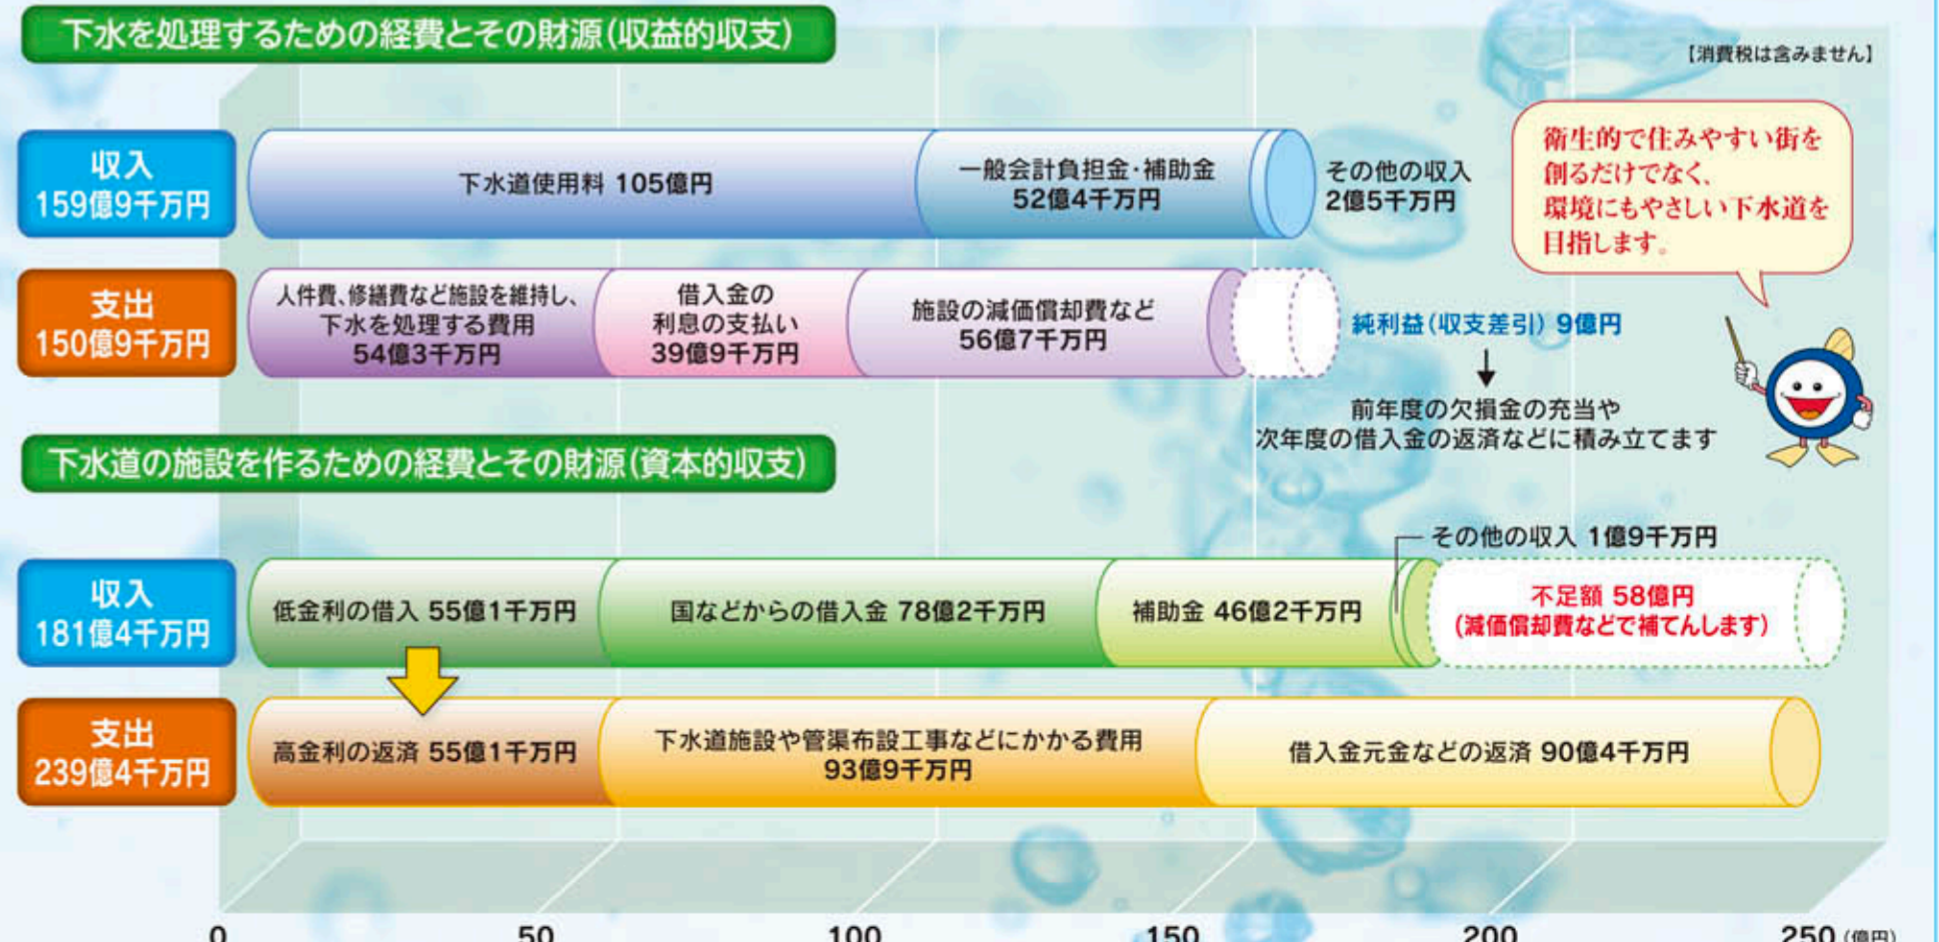 下水を処理するための経費とその財源(収益的収支)
【消費税は含みません】
収入
159億9千万円
下水道使用料 105億円
一般会計負担金・補助金
52億4千万円
その他の収入
2億5千万円
衛生的で住みやすい街を
創るだけでなく、
環境にもやさしい下水道を
目指します。
支出
150億9千万円
人件費、修繕費など施設を維持し、
下水を処理する費用
54億3千万円
借入金の
利息の支払い
39億9千万円
施設の減価償却費など
56億7千万円
純利益(収支差引) 9億円
前年度の欠損金の充当や
次年度の借入金の返済などに積み立てます
下水道の施設を作るための経費とその財源(資本的収支)
その他の収入 1億9千万円
収入
181億4千万円
低金利の借入 55億1千万円
国などからの借入金 78億2千万円
補助金 46億2千万円
不足額 58億円
(減価償却費などで補てんします)
支出
239億4千万円
高金利の返済 55億1千万円
下水道施設や管渠布設工事などにかかる費用
93億9千万円
借入金元金などの返済 90億4千万円
0 50 100 150 200 250 (億円)